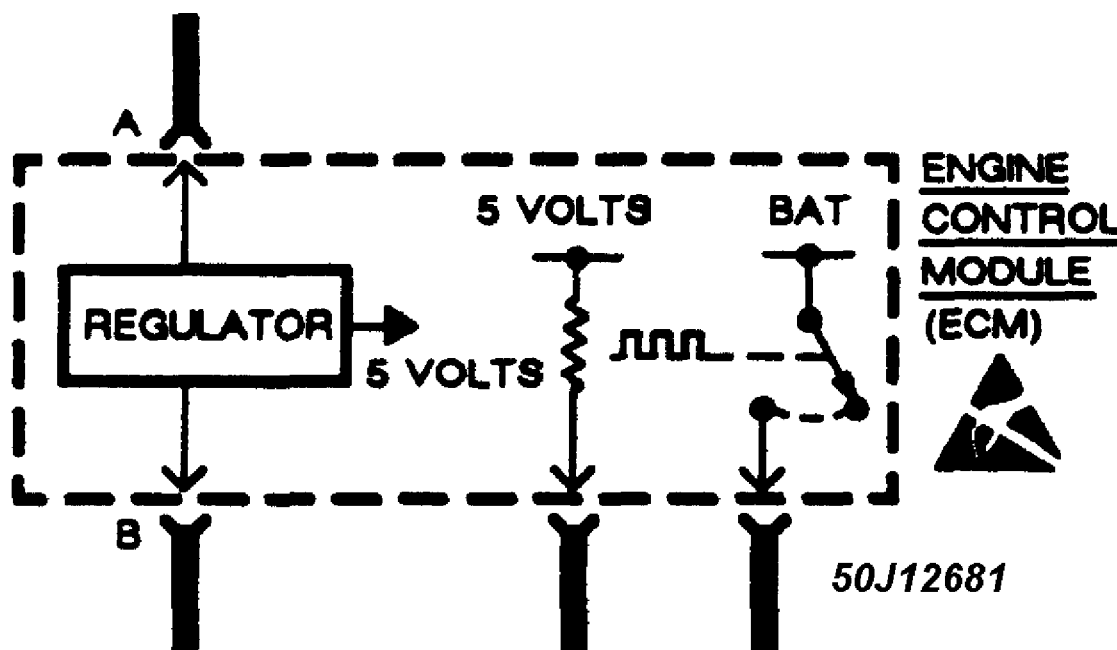 A
5 VOLTS
BAT
ENGINE
CONTROL
MODULE
(ECM)
REGULATOR
5 VOLTS
B
50J12681